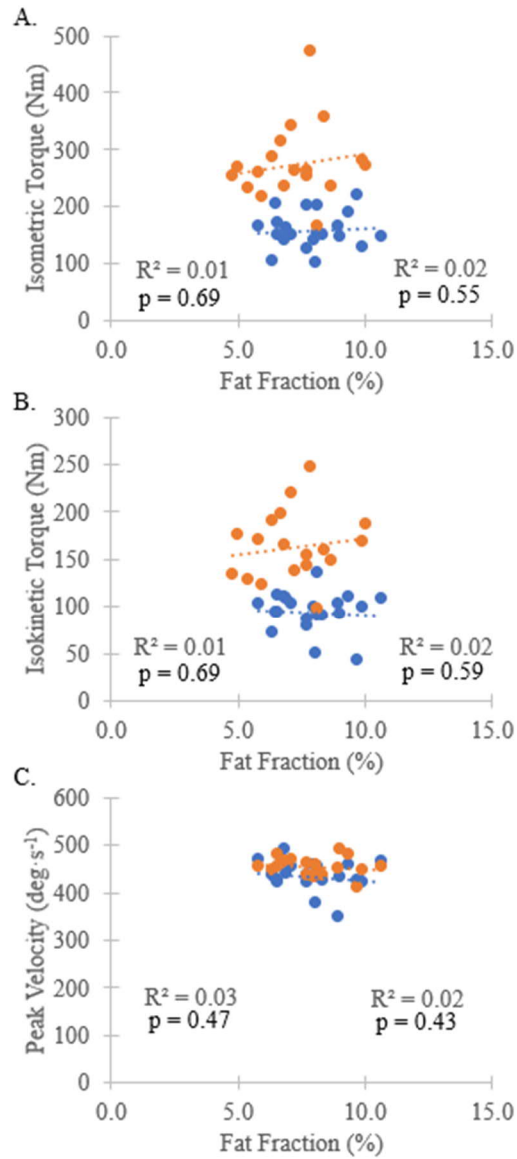 A.
Isometric Torque (Nm)
500
400
300
200
100
0
R² = 0.01
p = 0.69
R² = 0.02
p = 0.55
0.0 5.0 10.0 15.0
Fat Fraction (%)
B.
Isokinetic Torque (Nm)
300
250
200
150
100
50
0
R² = 0.01
p = 0.69
R² = 0.02
p = 0.59
0.0 5.0 10.0 15.0
Fat Fraction (%)
C.
Peak Velocity (deg·s⁻¹)
600
500
400
300
200
100
0
R² = 0.03
p = 0.47
R² = 0.02
p = 0.43
0.0 5.0 10.0 15.0
Fat Fraction (%)